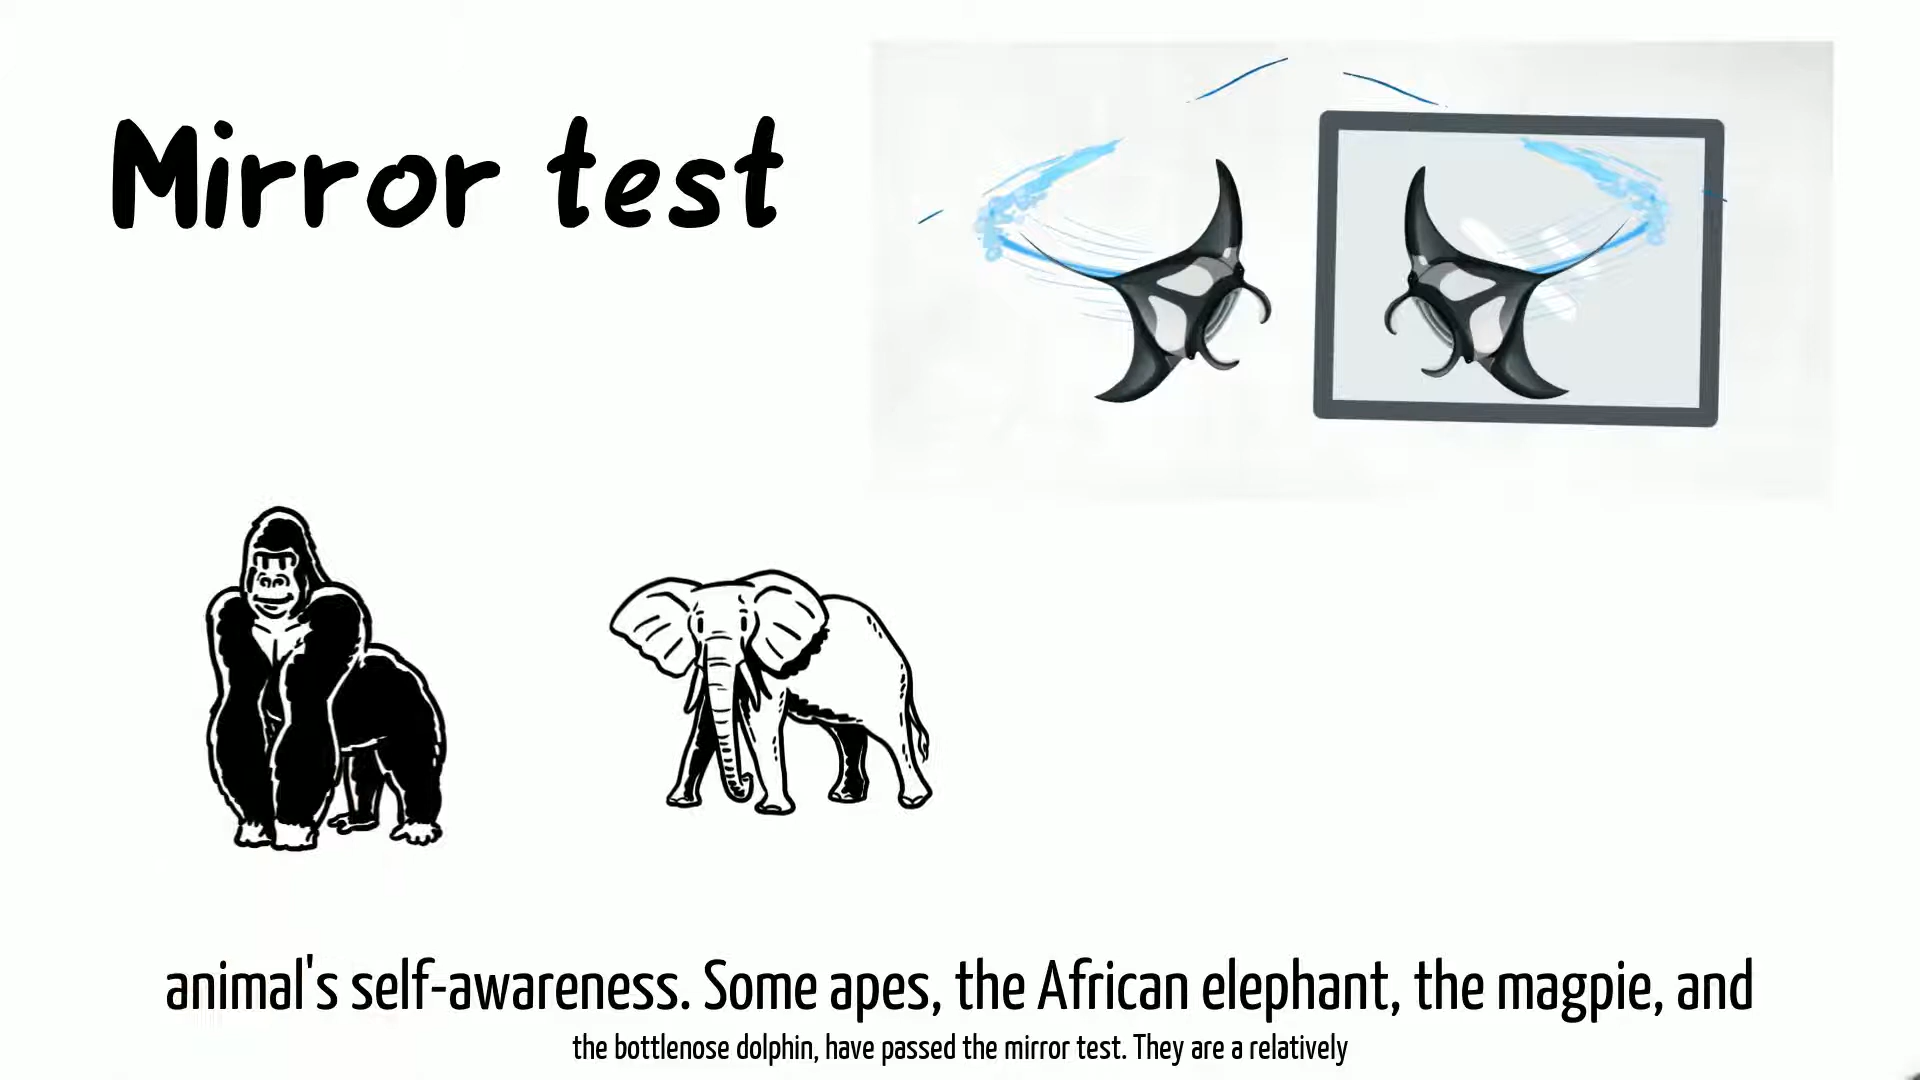 Mirror test
animal's self-awareness. Some apes, the African elephant, the magpie, and
the bottlenose dolphin, have passed the mirror test. They are a relatively